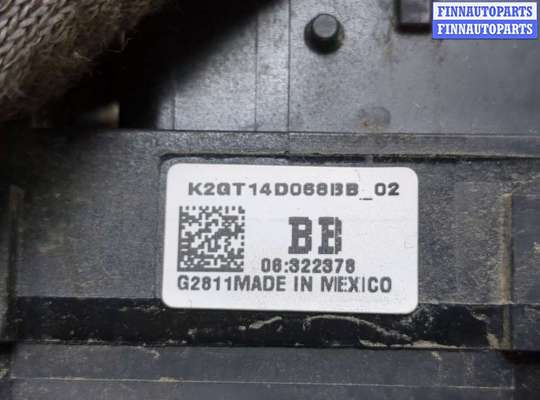 FINNAUTOPARTS
FINNAUTOPARTS
K2GT14D068BB_02
BB
06:322378
G2811MADE IN MEXICO